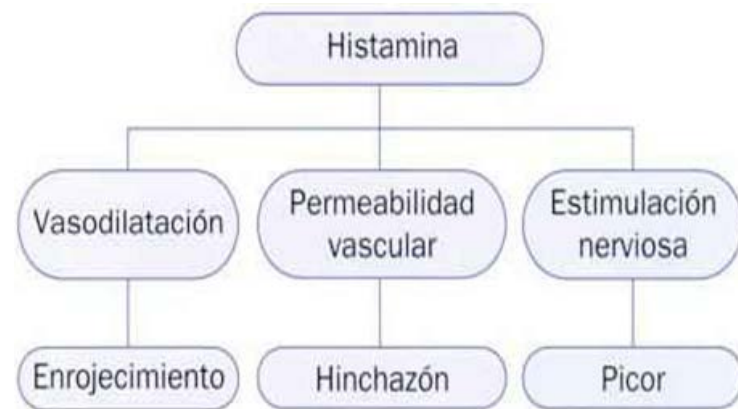 Histamina
Vasodilatación
Permeabilidad
vascular
Estimulación
nerviosa
Enrojecimiento
Hinchazón
Picor